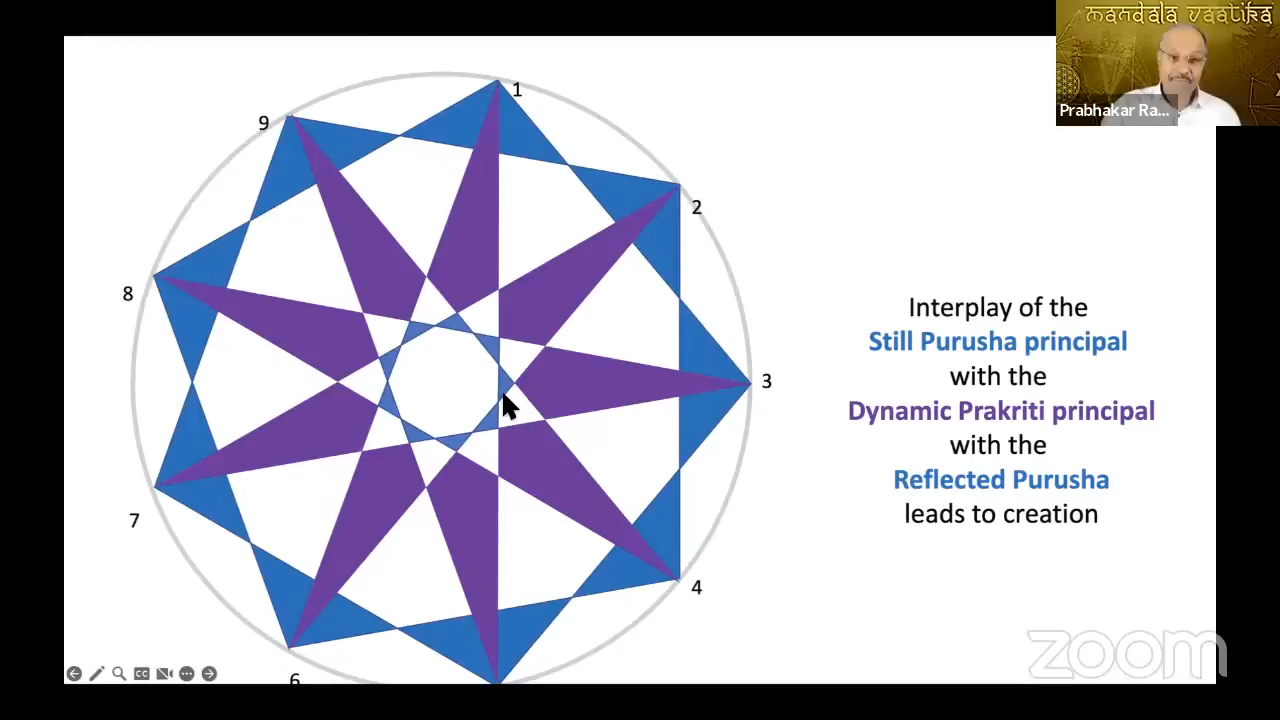 mandala vaatika
Prabhakar Ra...
1
9
2
8
3
7
4
6
Interplay of the
Still Purusha principal
with the
Dynamic Prakriti principal
with the
Reflected Purusha
leads to creation
CC
zoom